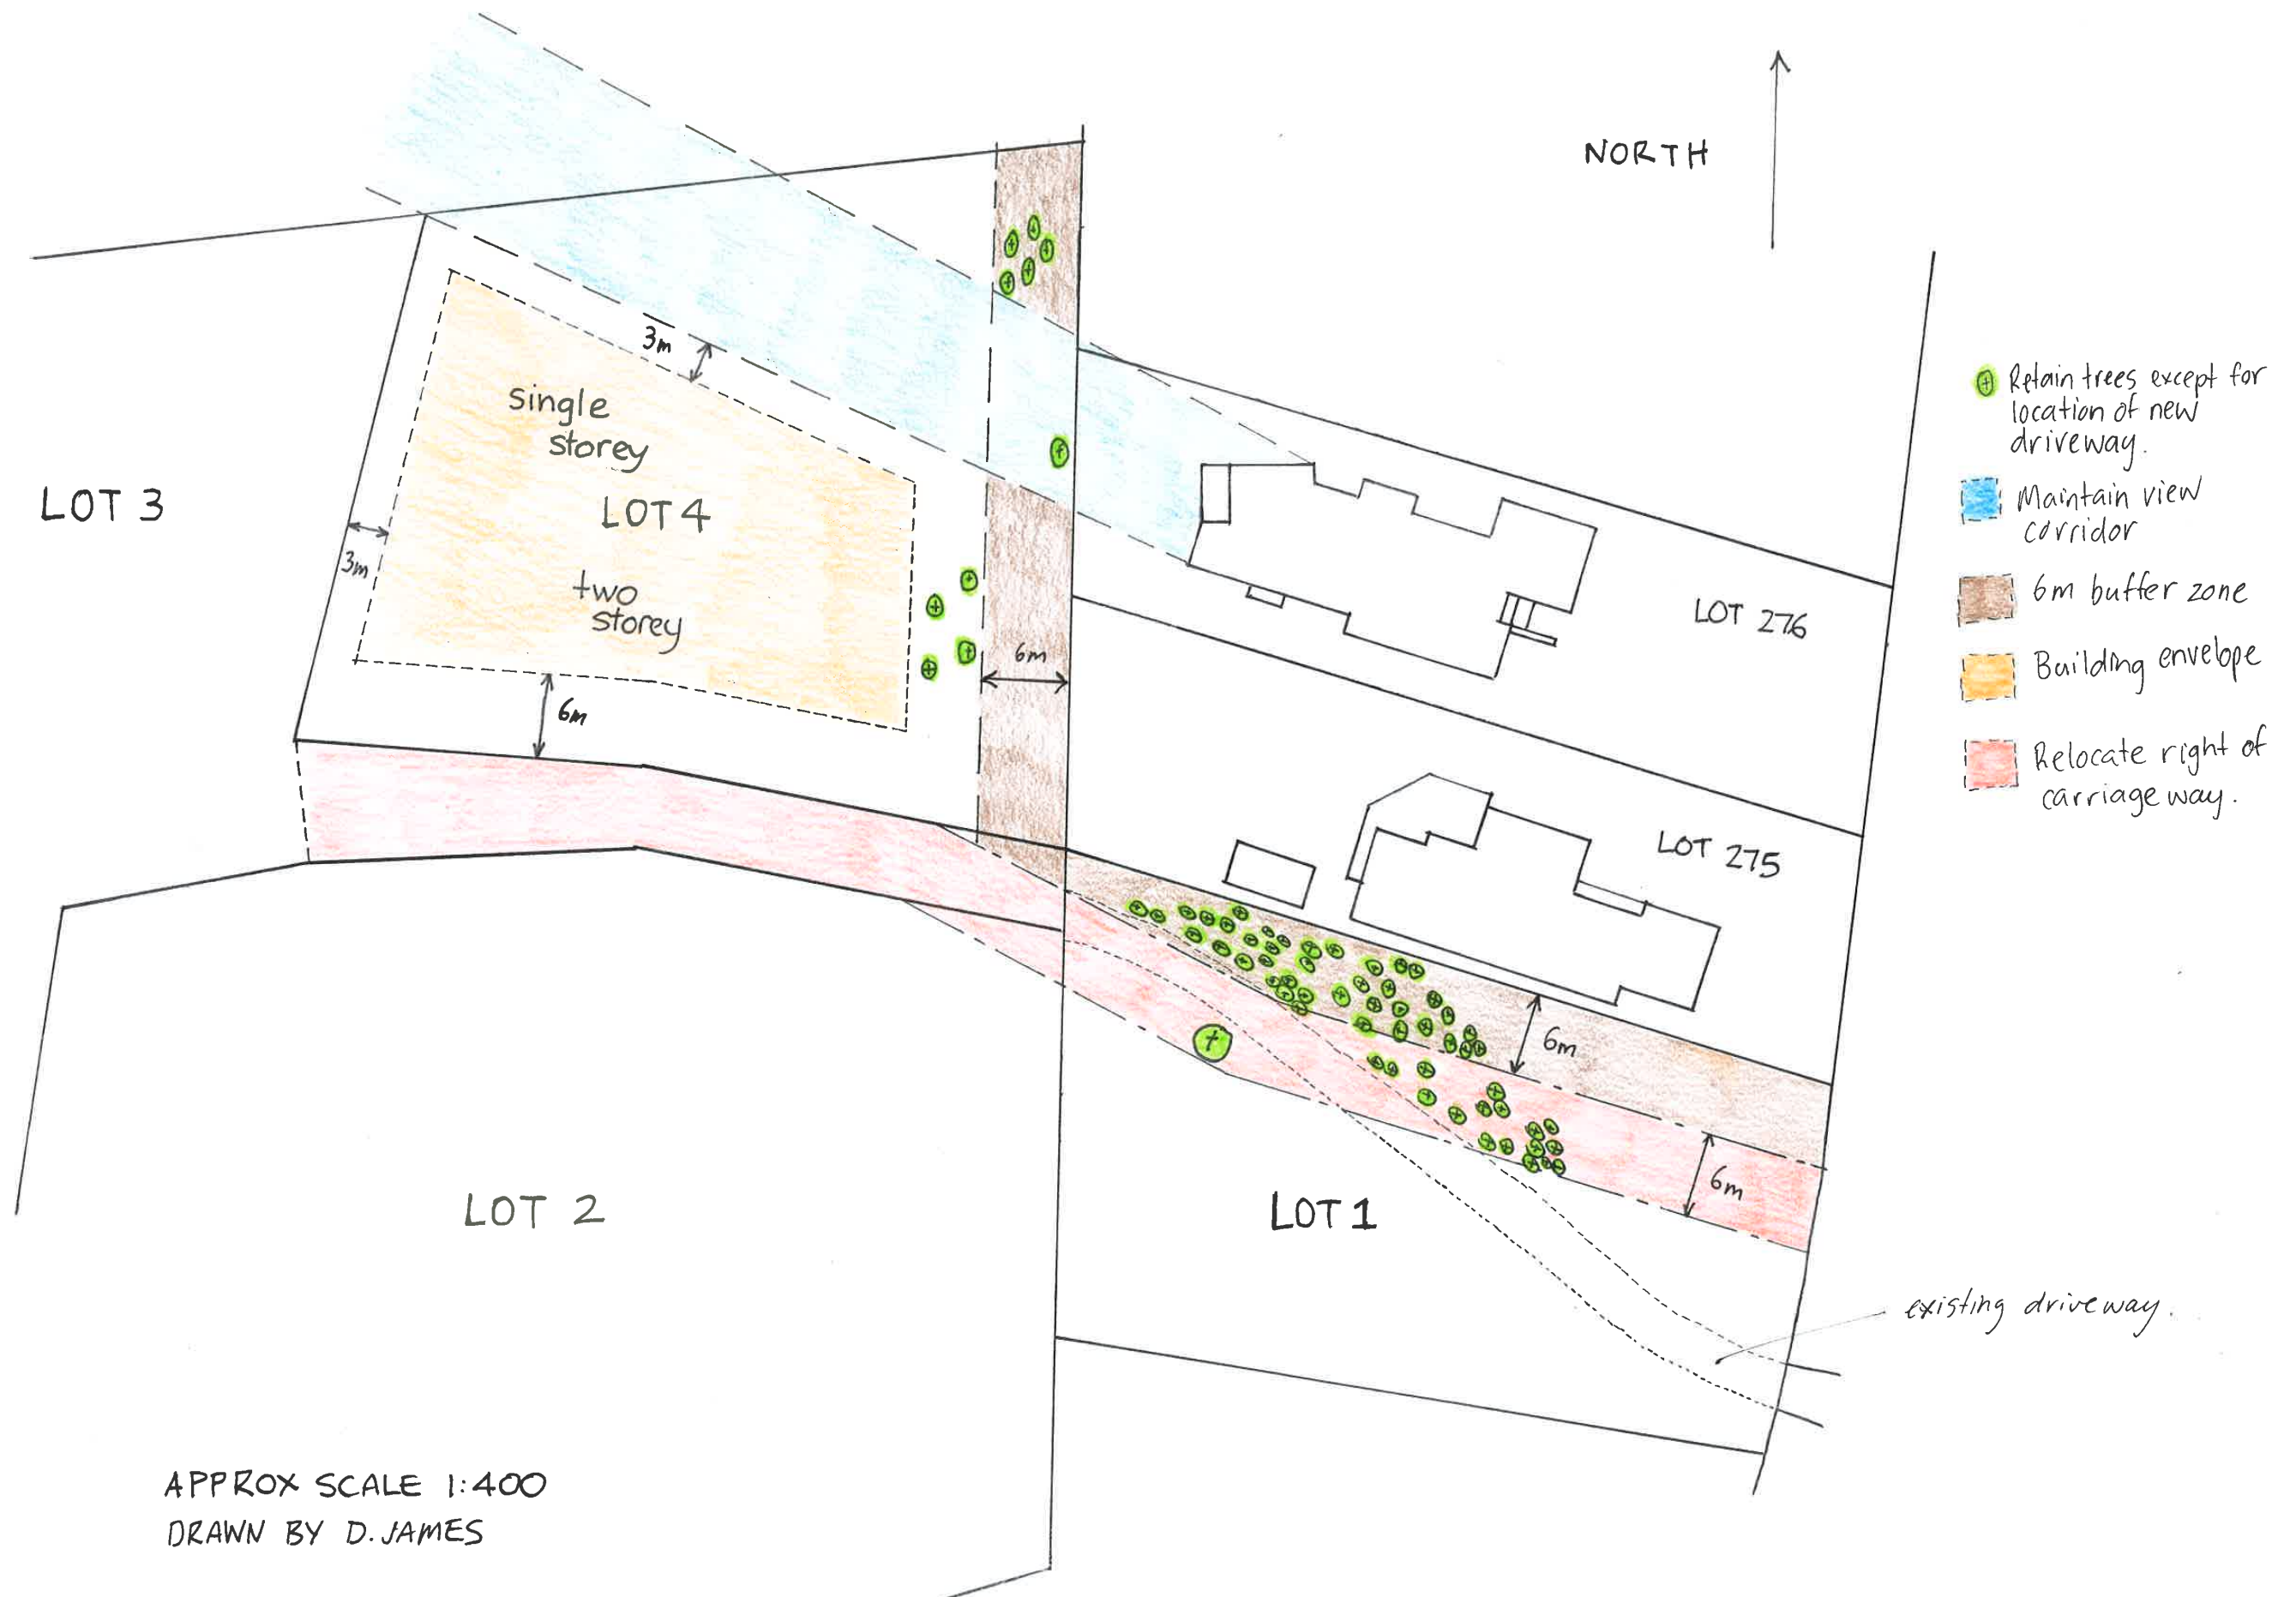 NORTH
Retain trees except for
location of new
driveway.
Maintain view
corridor
6m buffer zone
Building envelope
Relocate right of
carriage way.
3m
Single
storey
LOT 3
LOT 4
3m
two
storey
6m
6m
LOT 276
LOT 275
6m
6m
LOT 2
LOT 1
existing driveway.
APPROX SCALE 1:400
DRAWN BY D. JAMES